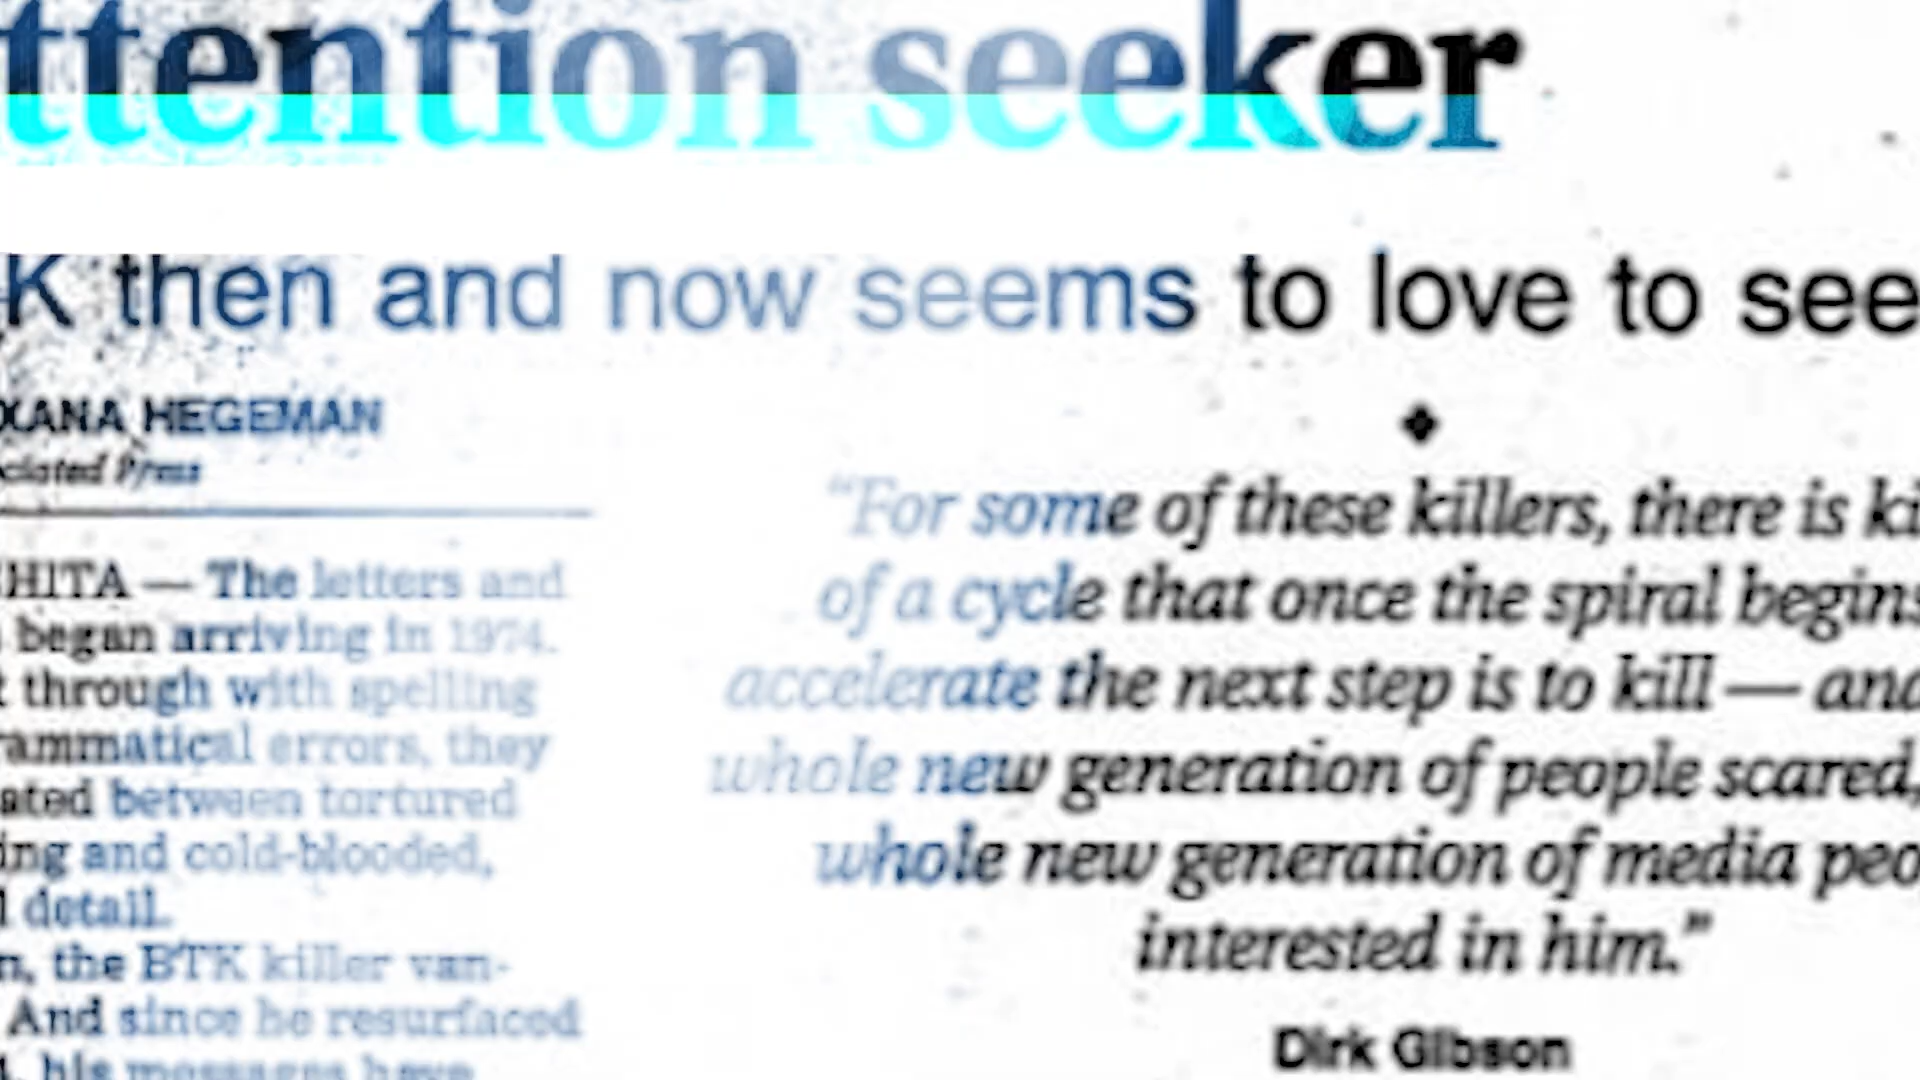 ttention seeker
K then and now seems to love to see
XANA HEGEMAN
ciated Press
CHITA — The letters and
began arriving in 1974.
t through with spelling
rammatical errors, they
ated between tortured
ing and cold-blooded,
l detail.
n, the BTK killer van-
And since he resurfaced
his messages have
“For some of these killers, there is ki
of a cycle that once the spiral begins
accelerate the next step is to kill — and
whole new generation of people scared,
whole new generation of media peo
interested in him.”
Dirk Gibson